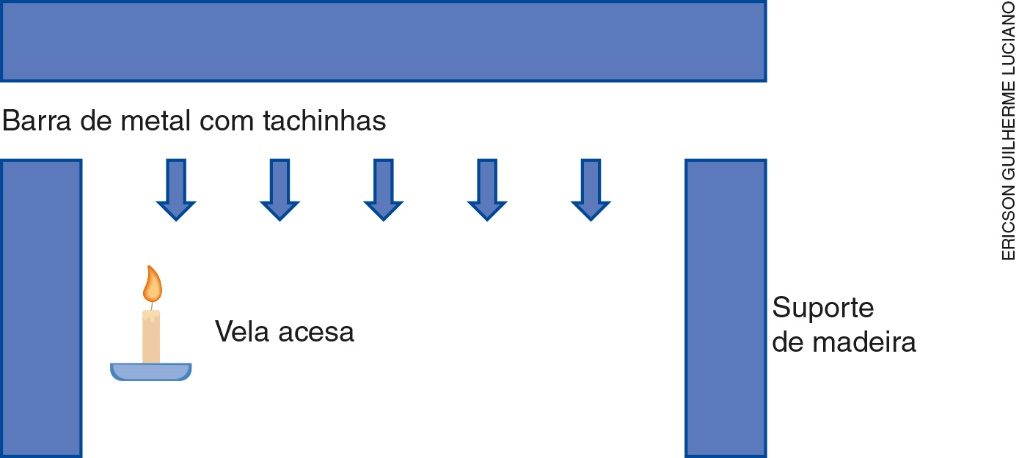 Barra de metal com tachinhas
Vela acesa
Suporte
de madeira
ERICSON GUILHERME LUCIANO